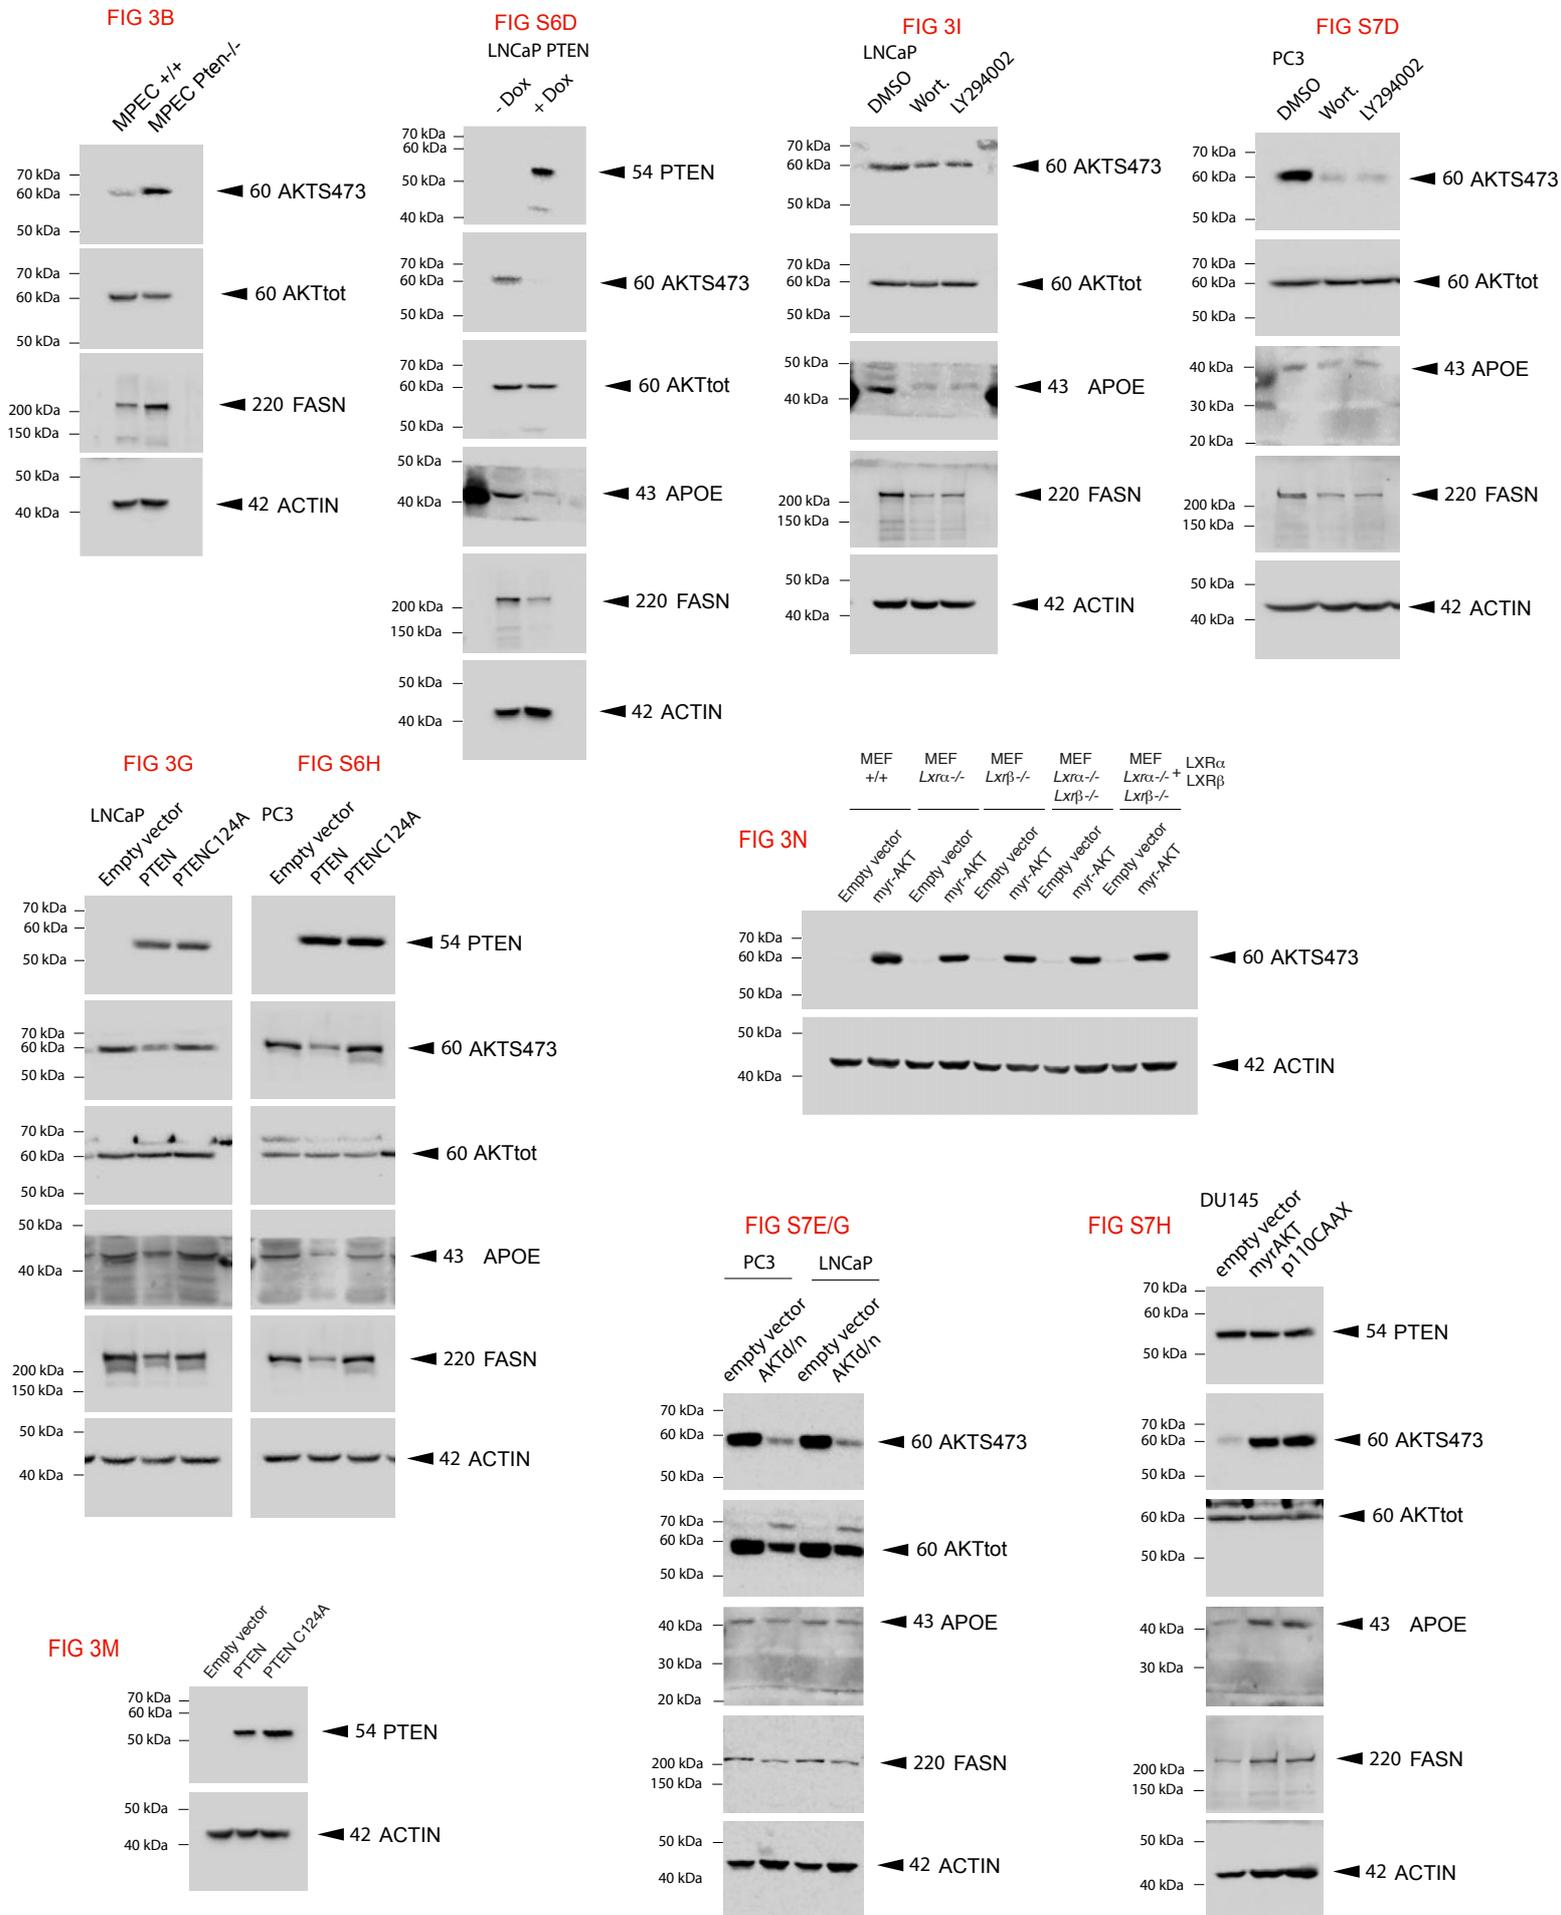 FIG 3B
MPEC +/+
MPEC Pten-/-
70 kDa
60 kDa
50 kDa
60 AKTS473
70 kDa
60 kDa
50 kDa
60 AKTtot
200 kDa
150 kDa
220 FASN
50 kDa
40 kDa
42 ACTIN
FIG S6D
LNCaP PTEN
- Dox
+ Dox
70 kDa
60 kDa
50 kDa
40 kDa
54 PTEN
70 kDa
60 kDa
50 kDa
60 AKTS473
70 kDa
60 kDa
50 kDa
60 AKTtot
50 kDa
40 kDa
43 APOE
200 kDa
150 kDa
220 FASN
50 kDa
40 kDa
42 ACTIN
FIG 3I
LNCaP
DMSO
Wort.
LY294002
70 kDa
60 kDa
50 kDa
60 AKTS473
70 kDa
60 kDa
50 kDa
60 AKTtot
50 kDa
40 kDa
43 APOE
200 kDa
150 kDa
220 FASN
50 kDa
40 kDa
42 ACTIN
FIG S7D
PC3
DMSO
Wort.
LY294002
70 kDa
60 kDa
50 kDa
60 AKTS473
70 kDa
60 kDa
50 kDa
60 AKTtot
40 kDa
30 kDa
20 kDa
43 APOE
200 kDa
150 kDa
220 FASN
50 kDa
40 kDa
42 ACTIN
FIG 3G
LNCaP
Empty vector
PTEN
PTENC124A
FIG S6H
PC3
Empty vector
PTEN
PTENC124A
70 kDa
60 kDa
50 kDa
54 PTEN
70 kDa
60 kDa
50 kDa
60 AKTS473
70 kDa
60 kDa
50 kDa
60 AKTtot
50 kDa
40 kDa
43 APOE
200 kDa
150 kDa
220 FASN
50 kDa
40 kDa
42 ACTIN
FIG 3N
MEF
+/+
MEF
Lxrα-/-
MEF
Lxrβ-/-
MEF
Lxrα-/-
Lxrβ-/-
MEF
Lxrα-/-
Lxrβ-/-
+
LXRα
LXRβ
Empty vector
myr-AKT
Empty vector
myr-AKT
Empty vector
myr-AKT
Empty vector
myr-AKT
Empty vector
myr-AKT
70 kDa
60 kDa
50 kDa
60 AKTS473
50 kDa
40 kDa
42 ACTIN
FIG 3M
Empty vector
PTEN
PTEN C124A
70 kDa
60 kDa
50 kDa
54 PTEN
50 kDa
40 kDa
42 ACTIN
FIG S7E/G
PC3
LNCaP
empty vector
AKTd/n
empty vector
AKTd/n
70 kDa
60 kDa
50 kDa
60 AKTS473
70 kDa
60 kDa
50 kDa
60 AKTtot
40 kDa
30 kDa
20 kDa
43 APOE
200 kDa
150 kDa
220 FASN
50 kDa
40 kDa
42 ACTIN
FIG S7H
DU145
empty vector
myrAKT
p110CAAX
70 kDa
60 kDa
50 kDa
54 PTEN
70 kDa
60 kDa
50 kDa
60 AKTS473
60 kDa
50 kDa
60 AKTtot
40 kDa
30 kDa
43 APOE
200 kDa
150 kDa
220 FASN
50 kDa
40 kDa
42 ACTIN